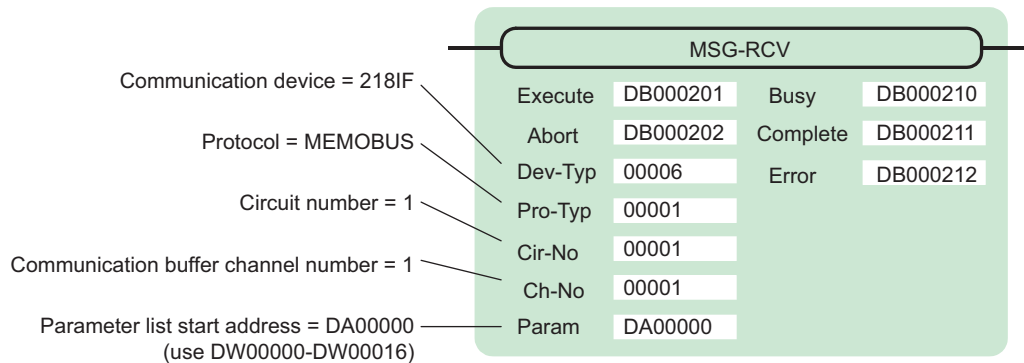 MSG-RCV
Communication device = 218IF
Execute DB000201 Busy DB000210
Protocol = MEMOBUS
Abort DB000202 Complete DB000211
Dev-Typ 00006 Error DB000212
Circuit number = 1
Pro-Typ 00001
Cir-No 00001
Communication buffer channel number = 1
Ch-No 00001
Parameter list start address = DA00000
(use DW00000-DW00016)
Param DA00000